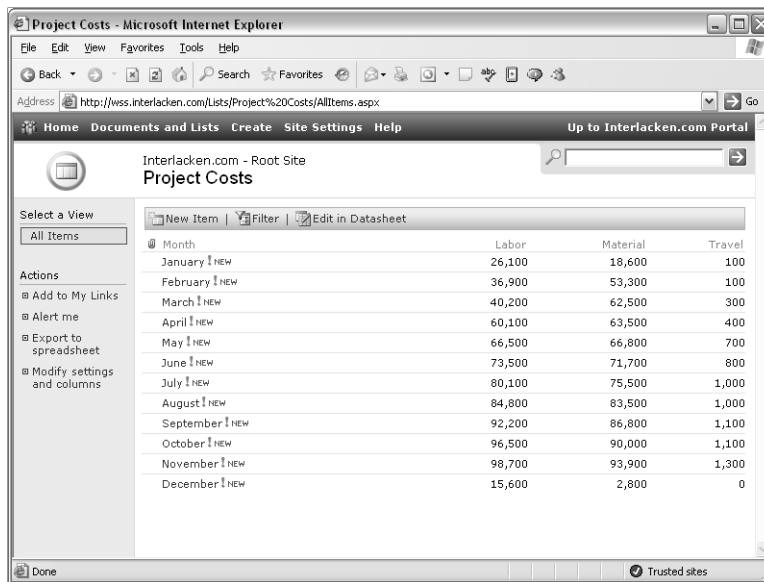 Project Costs - Microsoft Internet Explorer
File Edit View Favorites Tools Help
Back Search Favorites
Address http://wss.interlacken.com/Lists/Project%20Costs/AllItems.aspx Go
Home Documents and Lists Create Site Settings Help Up to Interlacken.com Portal
Interlacken.com - Root Site
Project Costs
Select a View
All Items
Actions
Add to My Links
Alert me
Export to
spreadsheet
Modify settings
and columns
New Item | Filter | Edit in Datasheet
Month Labor Material Travel
January ! NEW 26,100 18,600 100
February ! NEW 36,900 53,300 100
March ! NEW 40,200 62,500 300
April ! NEW 60,100 63,500 400
May ! NEW 66,500 66,800 700
June ! NEW 73,500 71,700 800
July ! NEW 80,100 75,500 1,000
August ! NEW 84,800 83,500 1,000
September ! NEW 92,200 86,800 1,100
October ! NEW 96,500 90,000 1,100
November ! NEW 98,700 93,900 1,300
December ! NEW 15,600 2,800 0
Done Trusted sites